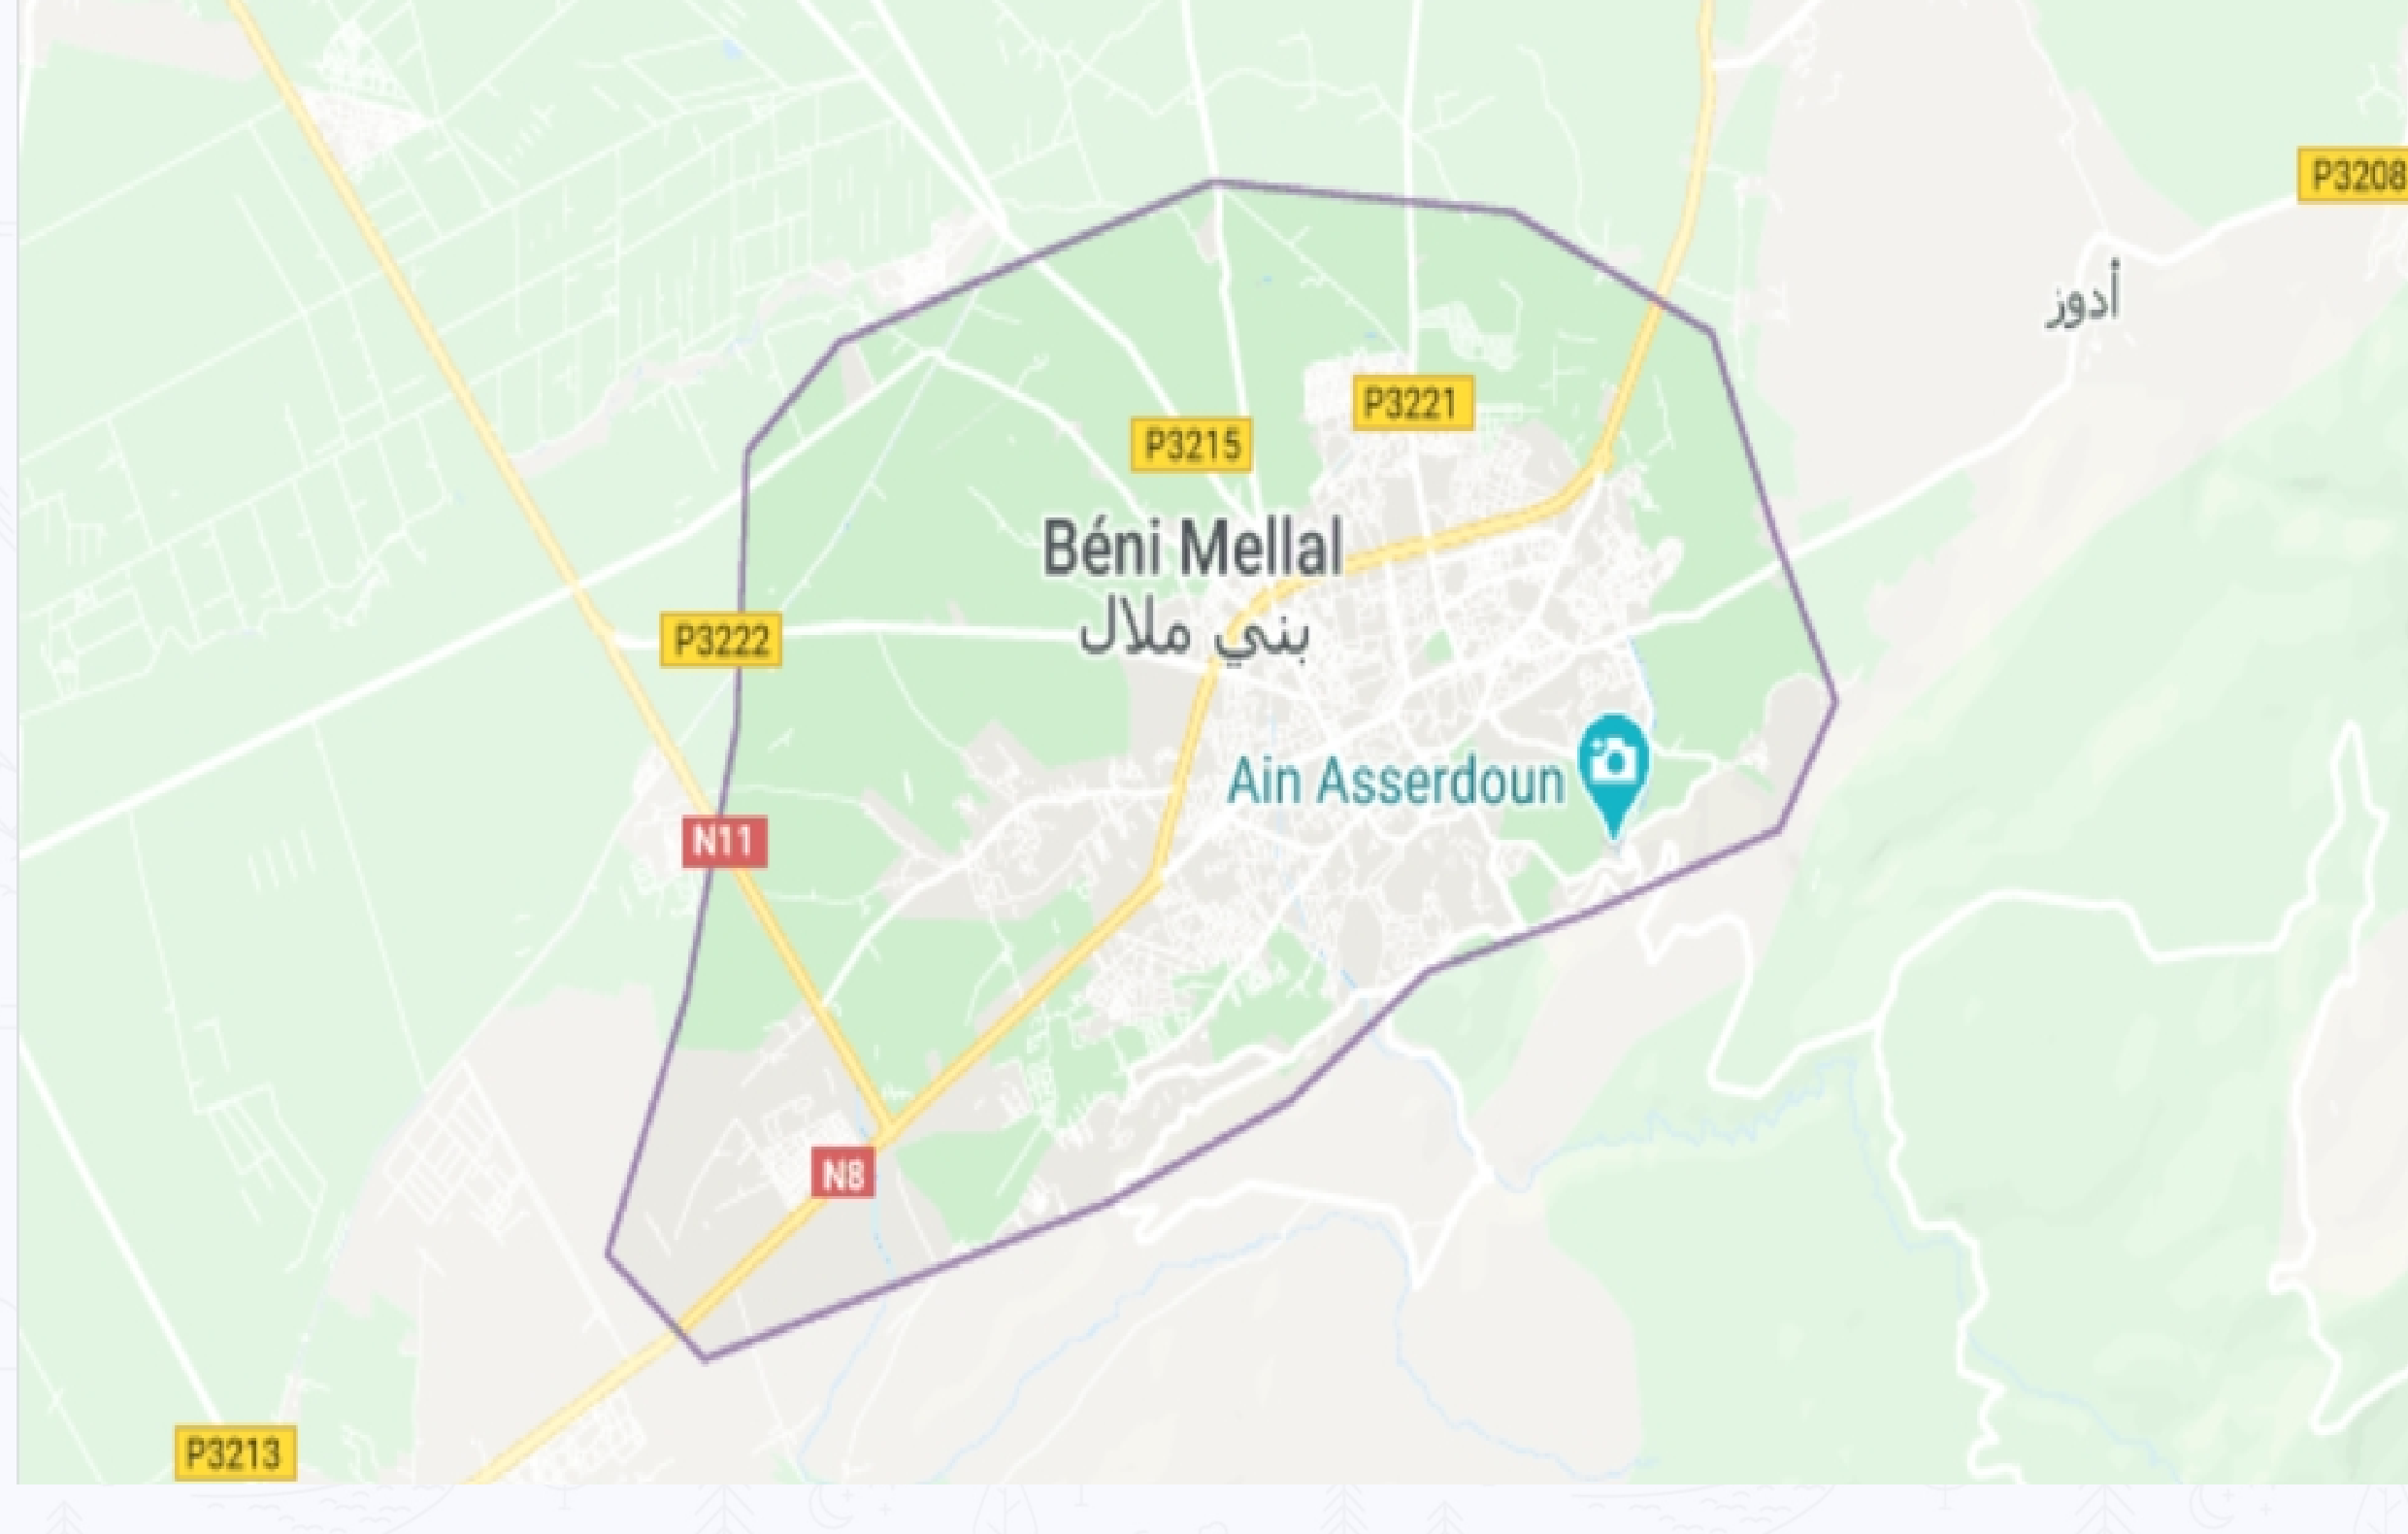 P3208
أدوز
P3221
P3215
Béni Mellal
بني ملال
P3222
Ain Asserdoun
N11
N8
P3213